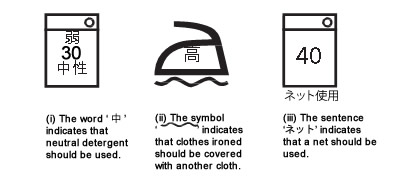 弱
30
中性
高
40
ネット使用
(i) The word ‘ 中 ’
indicates that
neutral detergent
should be used.
(ii) The symbol
‘ ’ indicates
that clothes ironed
should be covered
with another cloth.
(iii) The sentence
‘ネット’ indicates
that a net should be
used.